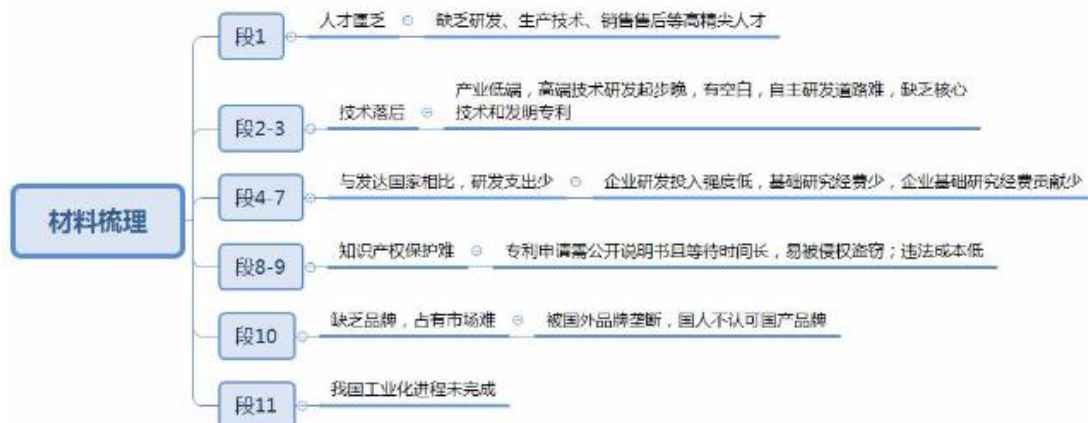 材料梳理
段1
人才匮乏
缺乏研发、生产技术、销售售后等高精尖人才
段2-3
技术落后
产业低端，高端技术研发起步晚，有空白，自主研发道路难，缺乏核心
技术和发明专利
段4-7
与发达国家相比，研发支出少
企业研发投入强度低，基础研究经费少，企业基础研究经费贡献少
段8-9
知识产权保护难
专利申请需公开说明书且等待时间长，易被侵权盗窃；违法成本低
段10
缺乏品牌，占有市场难
被国外品牌垄断，国人不认可国产品牌
段11
我国工业化进程未完成